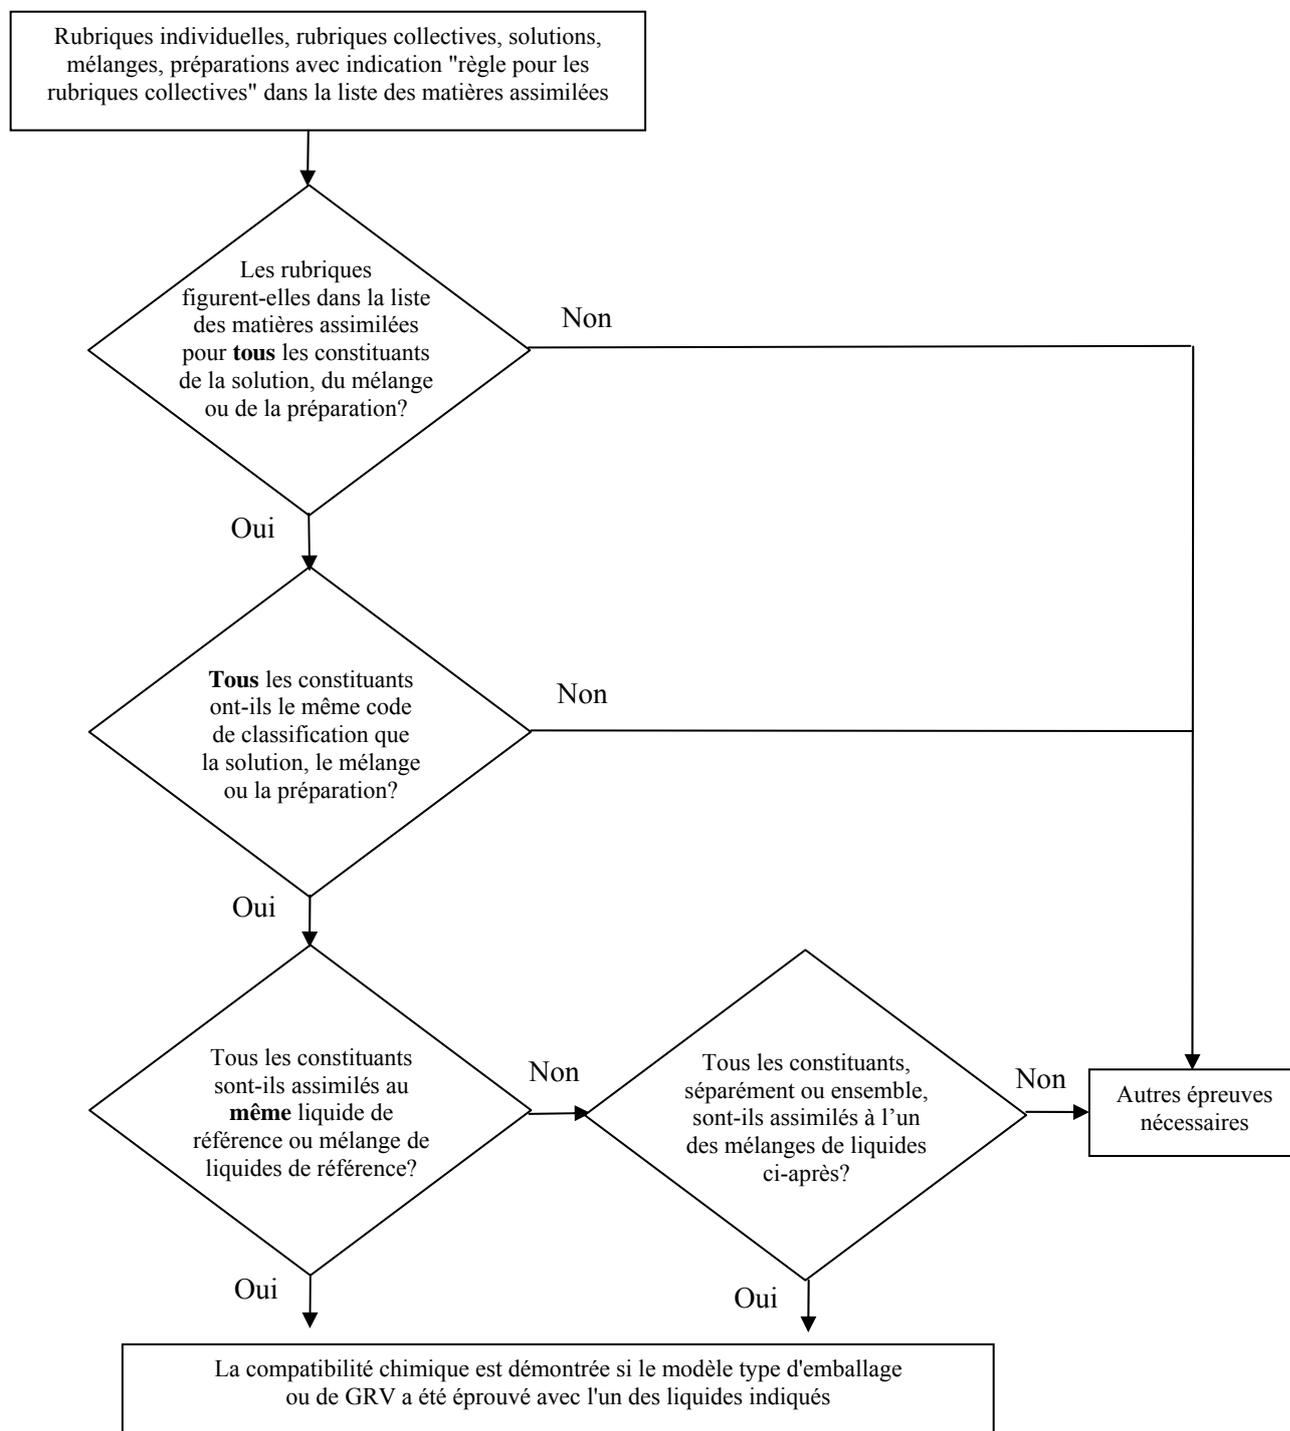 Rubriques individuelles, rubriques collectives, solutions,
mélanges, préparations avec indication "règle pour les
rubriques collectives" dans la liste des matières assimilées
Les rubriques
figurent-elles dans la liste
des matières assimilées
pour tous les constituants
de la solution, du mélange
ou de la préparation?
Non
Oui
Tous les constituants
ont-ils le même code
de classification que
la solution, le mélange
ou la préparation?
Non
Oui
Tous les constituants
sont-ils assimilés au
même liquide de
référence ou mélange de
liquides de référence?
Non
Tous les constituants,
séparément ou ensemble,
sont-ils assimilés à l’un
des mélanges de liquides
ci-après?
Non
Autres épreuves
nécessaires
Oui
Oui
La compatibilité chimique est démontrée si le modèle type d'emballage
ou de GRV a été éprouvé avec l'un des liquides indiqués